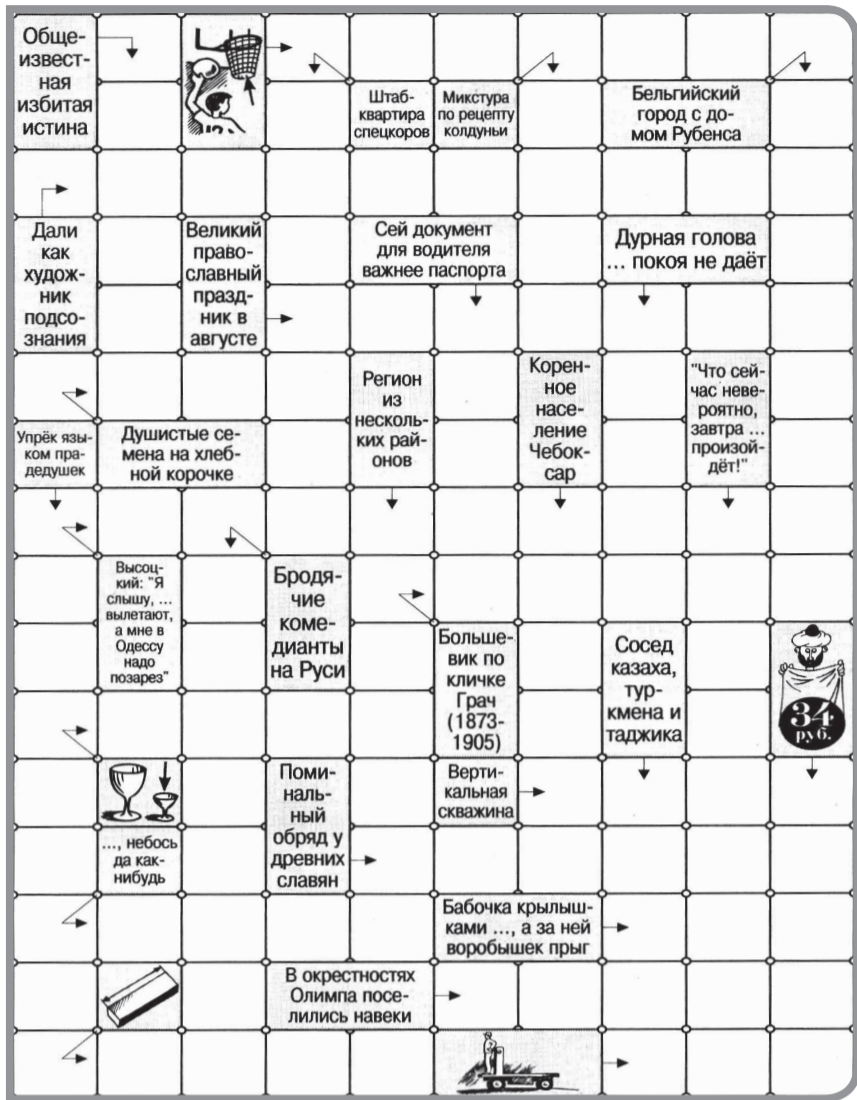 Обще-
извест-
ная
избитая
истина
Штаб-
квартира
спецкоров
Микстура
по рецепту
колдуньи
Бельгийский
город с до-
мом Рубенса
Дали
как
худож-
ник
подсо-
знания
Великий
право-
славный
празд-
ник в
августе
Сей документ
для водителя
важнее паспорта
Дурная голова
... покоя не даёт
Регион
из
несколь-
ких рай-
онов
Корен-
ное
насе-
ление
Чебок-
сар
"Что сей-
час неве-
роятно,
завтра ...
произой-
дёт!"
Упрёк язы-
ком пра-
дедушек
Душистые се-
мена на хлеб-
ной корочке
Высоц-
кий: "Я
слышу, ...
вылетают,
а мне в
Одессу
надо
позарез"
Бродя-
чие
коме-
дианты
на Руси
Больше-
вик по
кличке
Грач
(1873-
1905)
Сосед
казаха,
тур-
кмена и
таджика
34
руб.
Поми-
наль-
ный
обряд у
древних
славян
Верти-
кальная
скважина
..., небось
да как-
нибудь
Бабочка крылыш-
ками ..., а за ней
воробышек прыг
В окрестностях
Олимпа посе-
лились навеки